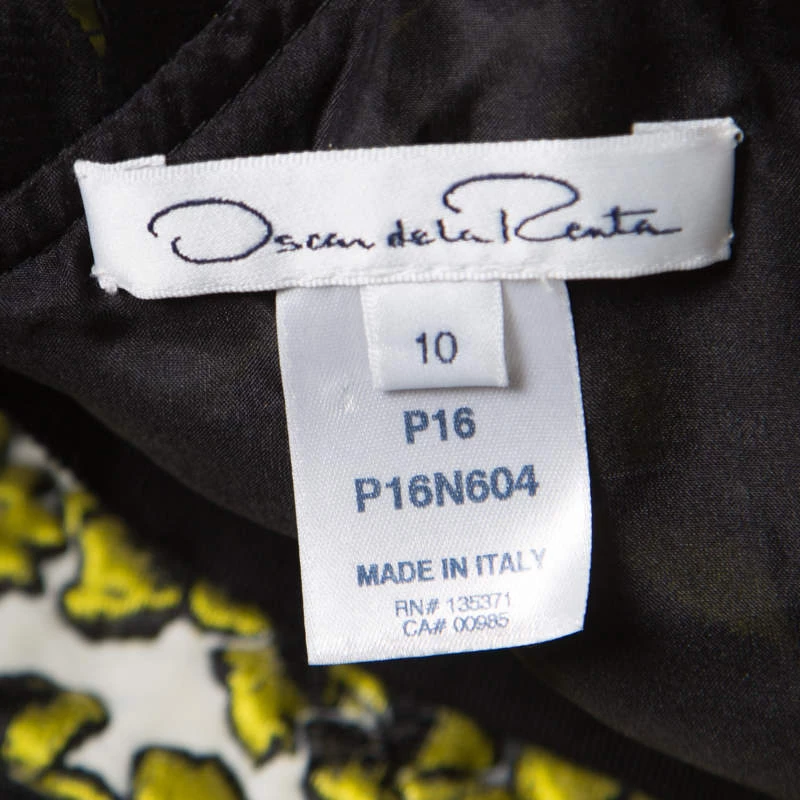 Oscar de la Renta
10
P16
P16N604
MADE IN ITALY
RN# 135371
CA# 00985